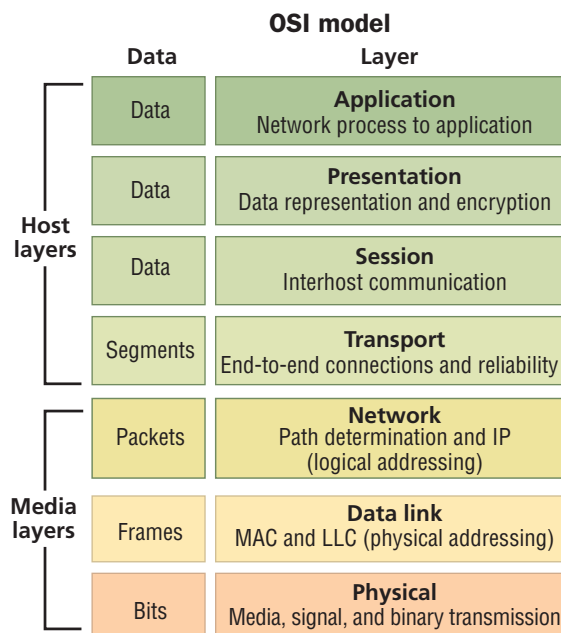 OSI model
Data
Layer
Host
layers
Data
Application
Network process to application
Data
Presentation
Data representation and encryption
Data
Session
Interhost communication
Segments
Transport
End-to-end connections and reliability
Media
layers
Packets
Network
Path determination and IP
(logical addressing)
Frames
Data link
MAC and LLC (physical addressing)
Bits
Physical
Media, signal, and binary transmission